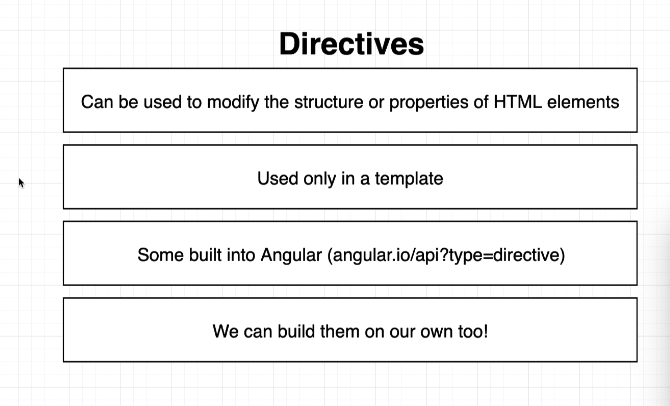 Directives
Can be used to modify the structure or properties of HTML elements
Used only in a template
Some built into Angular (angular.io/api?type=directive)
We can build them on our own too!